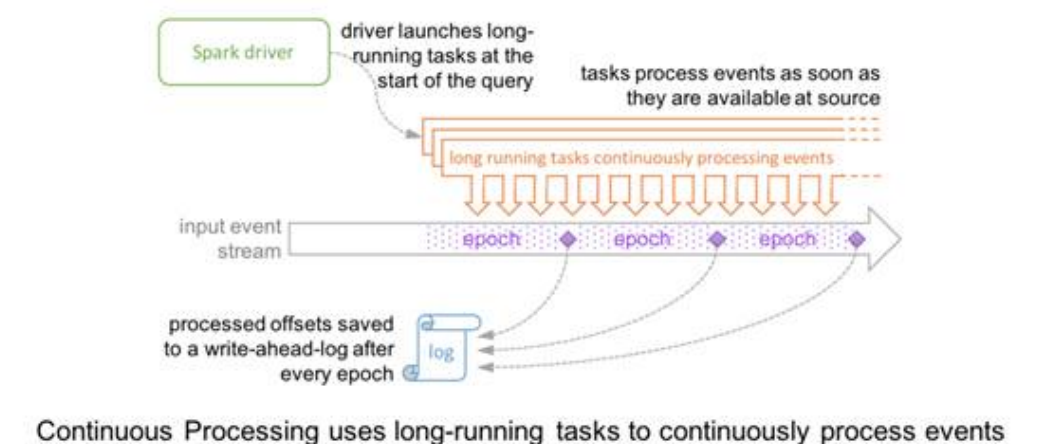 Spark driver
driver launches long-
running tasks at the
start of the query
tasks process events as soon as
they are available at source
long running tasks continuously processing events
input event
stream
epoch
epoch
epoch
processed offsets saved
to a write-ahead-log after
every epoch
log
Continuous Processing uses long-running tasks to continuously process events